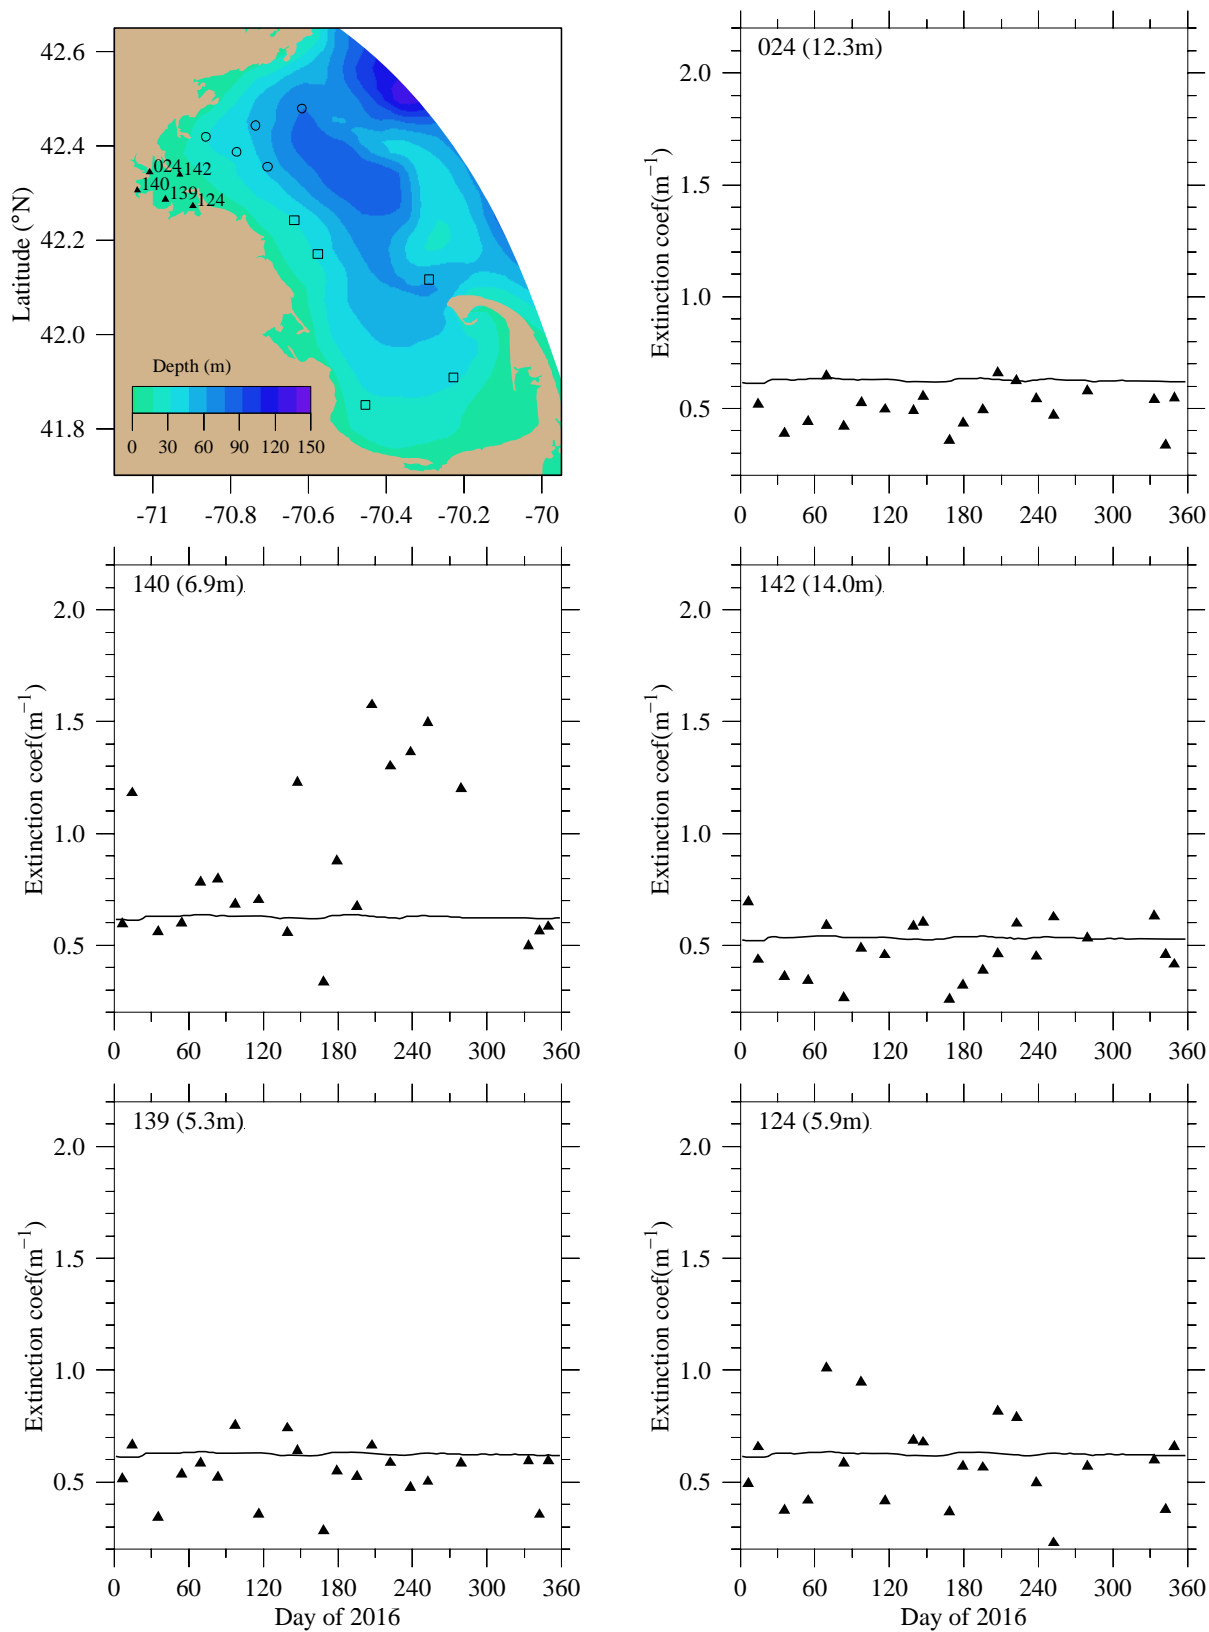 42.6
42.4
42.2
42.0
41.8
Latitude (°N)
024
142
140
139
124
Depth (m)
0 30 60 90 120 150
-71 -70.8 -70.6 -70.4 -70.2 -70
024 (12.3m)
2.0
1.5
1.0
0.5
Extinction coef(m−1)
0 60 120 180 240 300 360
140 (6.9m)
2.0
1.5
1.0
0.5
Extinction coef(m−1)
0 60 120 180 240 300 360
142 (14.0m)
2.0
1.5
1.0
0.5
Extinction coef(m−1)
0 60 120 180 240 300 360
139 (5.3m)
2.0
1.5
1.0
0.5
Extinction coef(m−1)
0 60 120 180 240 300 360
Day of 2016
124 (5.9m)
2.0
1.5
1.0
0.5
Extinction coef(m−1)
0 60 120 180 240 300 360
Day of 2016